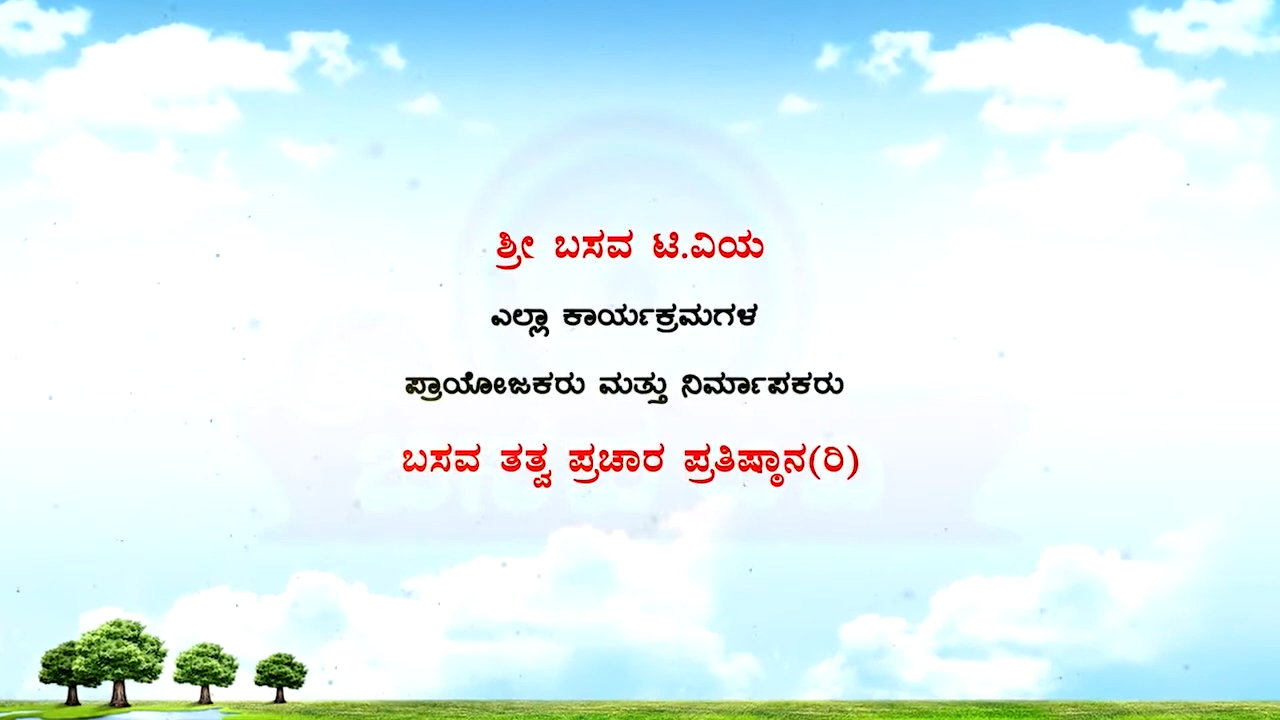 ಶ್ರೀ ಬಸವ ಟಿ.ವಿಯ
ಎಲ್ಲಾ ಕಾರ್ಯಕ್ರಮಗಳ
ಪ್ರಾಯೋಜಕರು ಮತ್ತು ನಿರ್ಮಾಪಕರು
ಬಸವ ತತ್ವ ಪ್ರಚಾರ ಪ್ರತಿಷ್ಠಾನ(ರಿ)